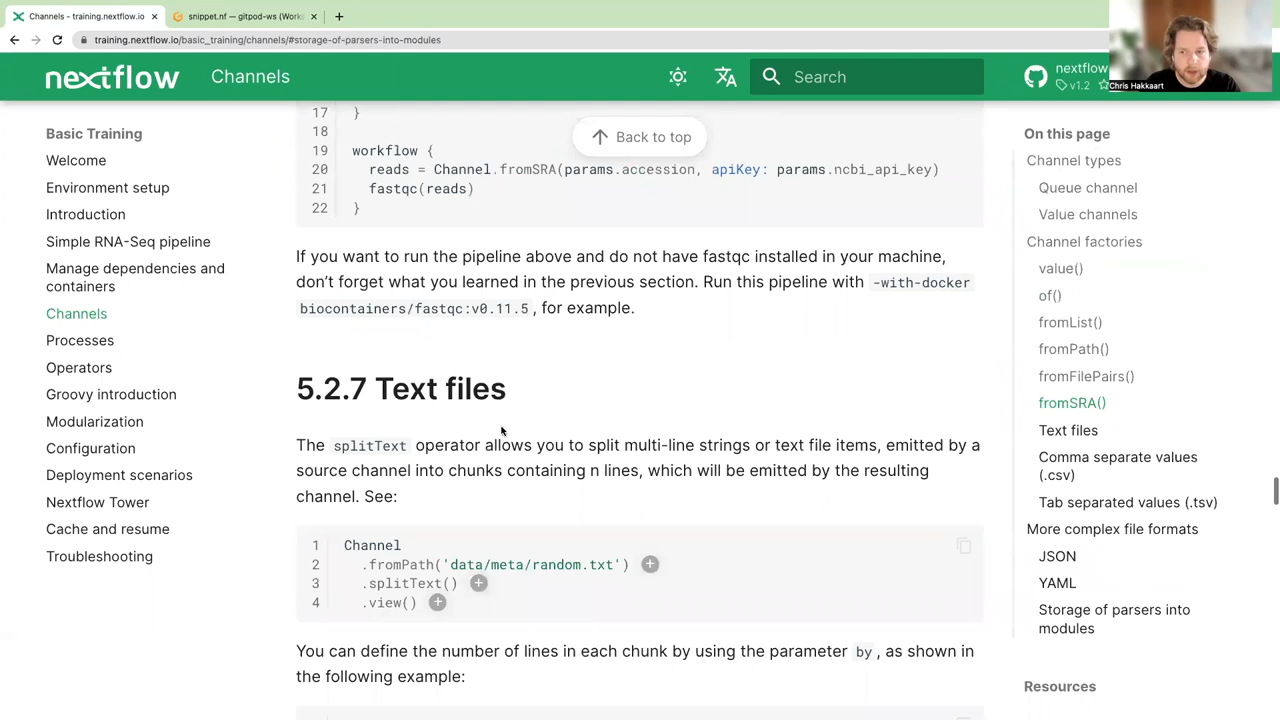 Channels - training.nextflow.io
snippet.nf — gitpod-ws (Works
training.nextflow.io/basic_training/channels/#storage-of-parsers-into-modules
nextflow
Channels
Search
nextflow
v1.2
Chris Hakkaart
Basic Training
Welcome
Environment setup
Introduction
Simple RNA-Seq pipeline
Manage dependencies and
containers
Channels
Processes
Operators
Groovy introduction
Modularization
Configuration
Deployment scenarios
Nextflow Tower
Cache and resume
Troubleshooting
Back to top
17 }
18
19 workflow {
20 reads = Channel.fromSRA(params.accession, apiKey: params.ncbi_api_key)
21 fastqc(reads)
22 }
If you want to run the pipeline above and do not have fastqc installed in your machine,
don’t forget what you learned in the previous section. Run this pipeline with -with-docker
biocontainers/fastqc:v0.11.5 , for example.
5.2.7 Text files
The splitText operator allows you to split multi-line strings or text file items, emitted by a
source channel into chunks containing n lines, which will be emitted by the resulting
channel. See:
1 Channel
2 .fromPath('data/meta/random.txt')
3 .splitText()
4 .view()
You can define the number of lines in each chunk by using the parameter by , as shown in
the following example:
On this page
Channel types
Queue channel
Value channels
Channel factories
value()
of()
fromList()
fromPath()
fromFilePairs()
fromSRA()
Text files
Comma separate values
(.csv)
Tab separated values (.tsv)
More complex file formats
JSON
YAML
Storage of parsers into
modules
Resources